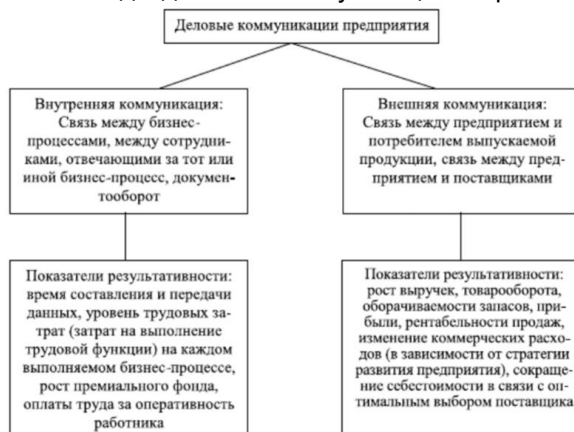 Деловые коммуникации предприятия
Внутренняя коммуникация:
Связь между бизнес-
процессами, между сотрудни-
ками, отвечающими за тот или
иной бизнес-процесс, докумен-
тооборот
Внешняя коммуникация:
Связь между предприятием и
потребителем выпускаемой
продукции, связь между пред-
приятием и поставщиками
Показатели результативности:
время составления и передачи
данных, уровень трудовых за-
трат (затрат на выполнение
трудовой функции) на каждом
выполняемом бизнес-процессе,
рост премиального фонда,
оплаты труда за оперативность
работника
Показатели результативности:
рост выручек, товарооборота,
оборачиваемости запасов, при-
были, рентабельности продаж,
изменение коммерческих расхо-
дов (в зависимости от стратегии
развития предприятия), сокраще-
ние себестоимости в связи с оп-
тимальным выбором поставщика